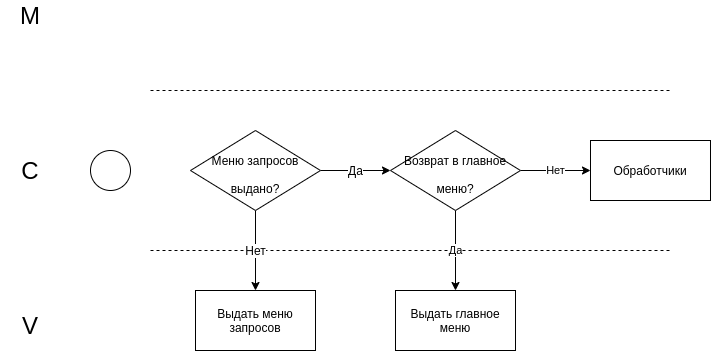 M
C
Меню запросов
выдано?
Да
Возврат в главное
меню?
Нет
Обработчики
Нет
Да
V
Выдать меню
запросов
Выдать главное
меню